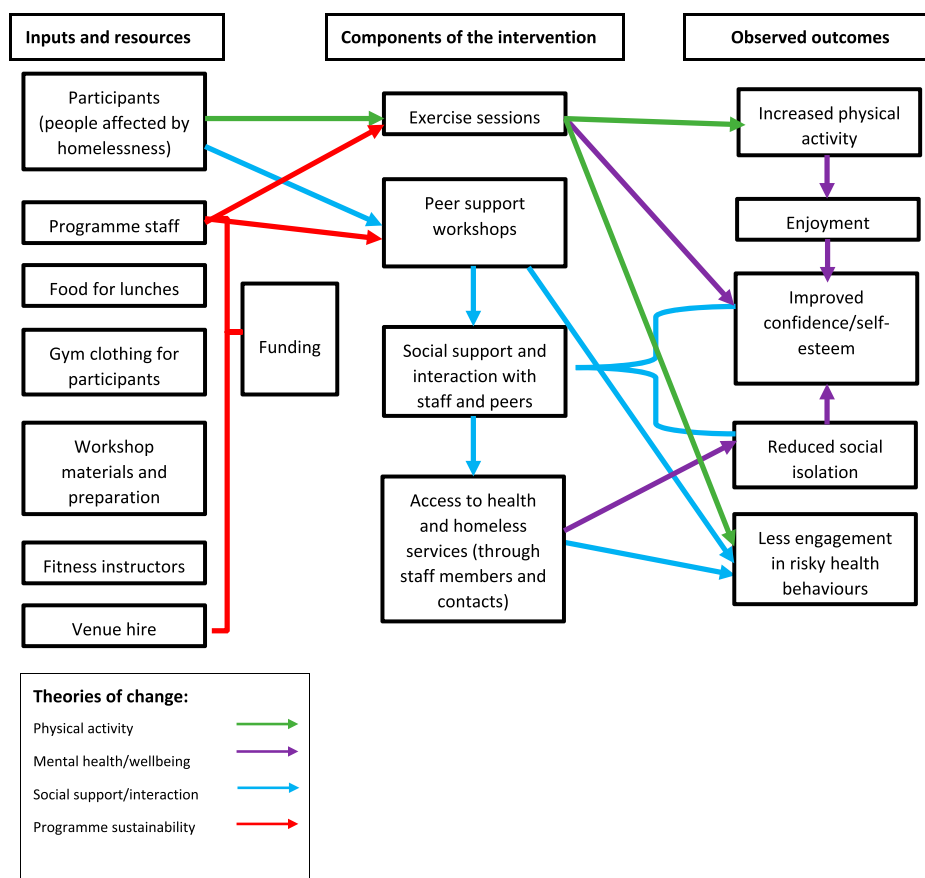 Inputs and resources
Components of the intervention
Observed outcomes
Participants
(people affected by
homelessness)
Programme staff
Food for lunches
Gym clothing for
participants
Workshop
materials and
preparation
Fitness instructors
Venue hire
Funding
Exercise sessions
Peer support
workshops
Social support and
interaction with
staff and peers
Access to health
and homeless
services (through
staff members and
contacts)
Increased physical
activity
Enjoyment
Improved
confidence/self-
esteem
Reduced social
isolation
Less engagement
in risky health
behaviours
Theories of change:
Physical activity
Mental health/wellbeing
Social support/interaction
Programme sustainability